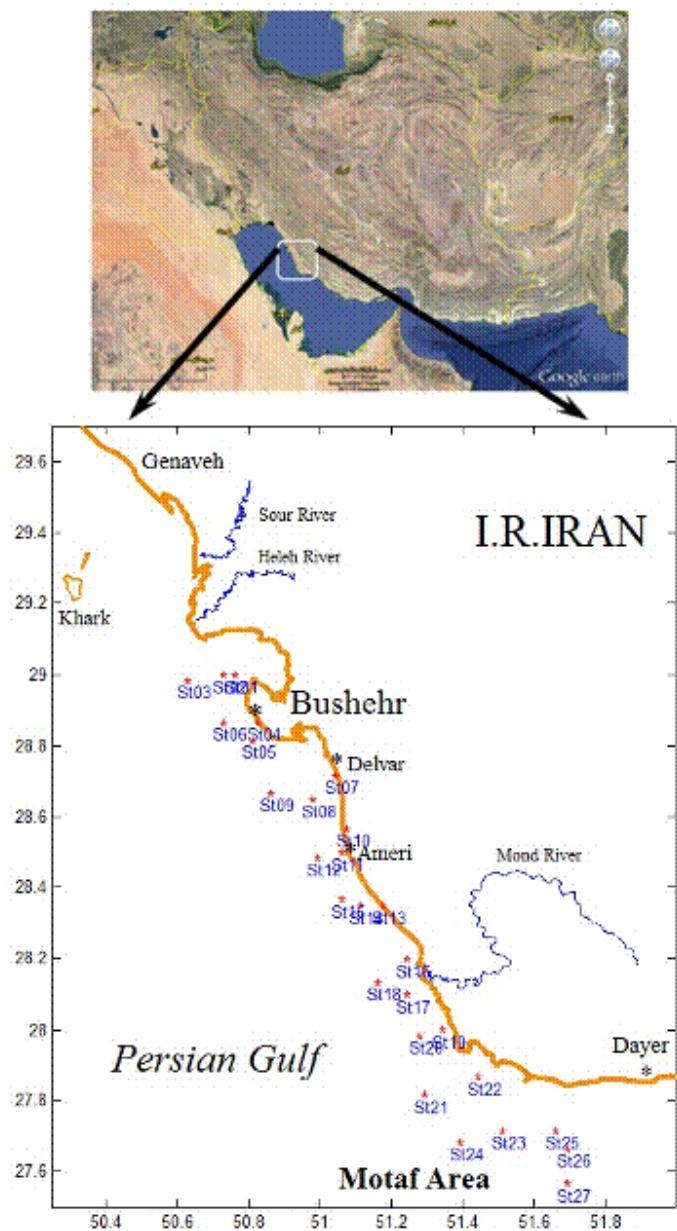 Google earth
29.6
Genaveh
Sour River
I.R.IRAN
29.4
Heleh River
29.2
Khark
29
St03
St01
Bushehr
28.8
St06
St04
St05
Delvar
St07
28.6
St09
St08
St10
Ameri
St11
St12
Mond River
28.4
St15
St14
St13
28.2
St16
St18
St17
28
St20
St19
Persian Gulf
Dayer
27.8
St22
St21
St23
St25
St24
St26
27.6
Motaf Area
St27
50.4
50.6
50.8
51
51.2
51.4
51.6
51.8